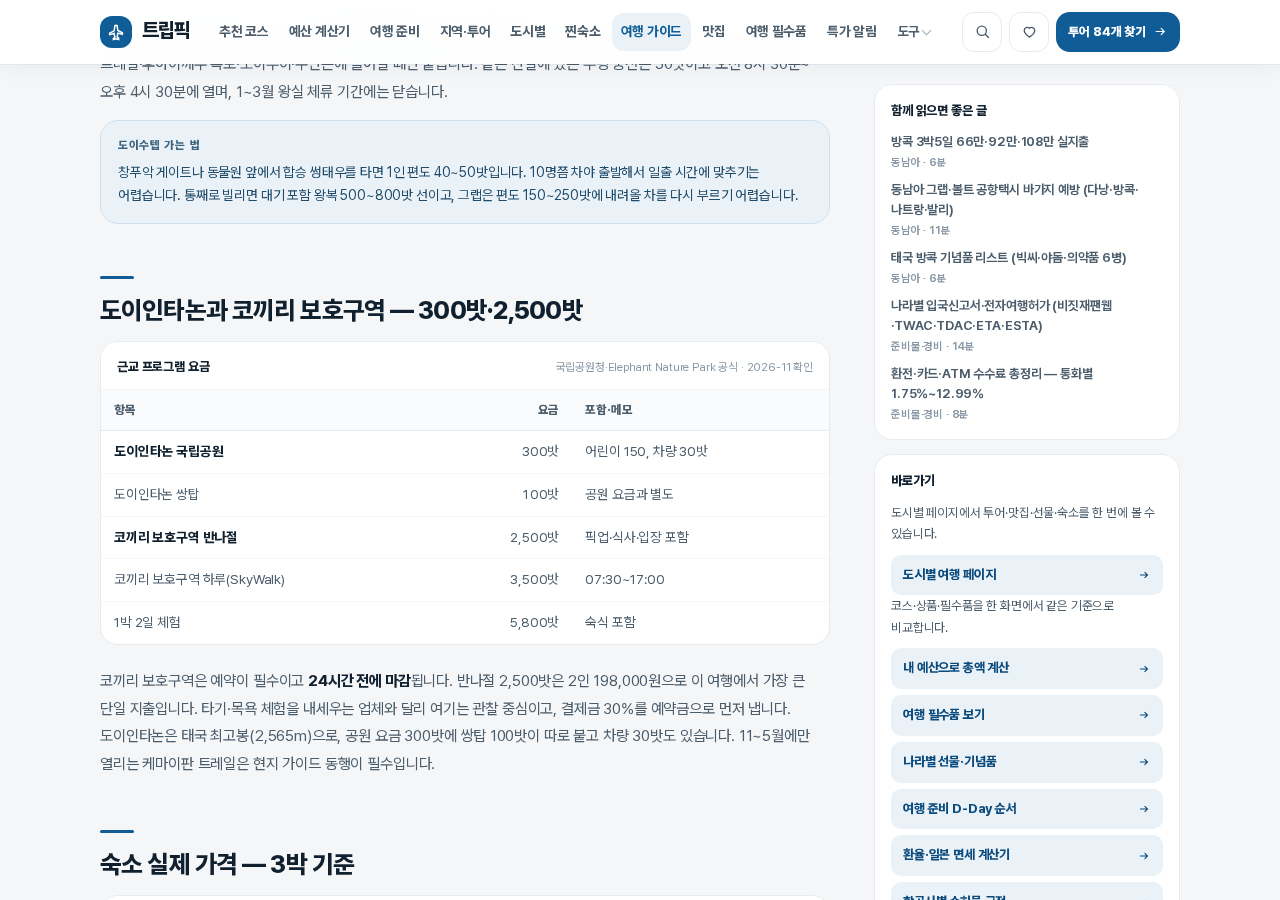 트립픽
추천 코스
예산 계산기
여행 준비
지역·투어
도시별
찐숙소
여행 가이드
맛집
여행 필수품
특가 알림
도구
투어 84개 찾기 →
오후 4시 30분에 열며, 1~3월 왕실 체류 기간에는 닫습니다.
도이수텝 가는 법
창푸악 게이트나 동물원 앞에서 합승 썽태우를 타면 1인 편도 40~50밧입니다. 10명쯤 차야 출발해서 일출 시간에 맞추기는
어렵습니다. 통째로 빌리면 대기 포함 왕복 500~800밧 선이고, 그랩은 편도 150~250밧에 내려올 차를 다시 부르기 어렵습니다.
도이인타논과 코끼리 보호구역 — 300밧·2,500밧
근교 프로그램 요금
국립공원청·Elephant Nature Park 공식 · 2026-11 확인
항목 요금 포함·메모
도이인타논 국립공원 300밧 어린이 150, 차량 30밧
도이인타논 쌍탑 100밧 공원 요금과 별도
코끼리 보호구역 반나절 2,500밧 픽업·식사·입장 포함
코끼리 보호구역 하루(SkyWalk) 3,500밧 07:30~17:00
1박 2일 체험 5,800밧 숙식 포함
코끼리 보호구역은 예약이 필수이고 24시간 전에 마감됩니다. 반나절 2,500밧은 2인 198,000원으로 이 여행에서 가장 큰
단일 지출입니다. 타기·목욕 체험을 내세우는 업체와 달리 여기는 관찰 중심이고, 결제금 30%를 예약금으로 먼저 냅니다.
도이인타논은 태국 최고봉(2,565m)으로, 공원 요금 300밧에 쌍탑 100밧이 따로 붙고 차량 30밧도 있습니다. 11~5월에만
열리는 케마이판 트레일은 현지 가이드 동행이 필수입니다.
숙소 실제 가격 — 3박 기준
함께 읽으면 좋은 글
방콕 3박5일 66만·92만·108만 실지출
동남아 · 6분
동남아 그랩·볼트 공항택시 바가지 예방 (다낭·방콕·
나트랑·발리)
동남아 · 11분
태국 방콕 기념품 리스트 (빅씨·야돔·의약품 6병)
동남아 · 6분
나라별 입국신고서·전자여행허가 (비짓재팬웹
·TWAC·TDAC·ETA·ESTA)
준비물·경비 · 14분
환전·카드·ATM 수수료 총정리 — 통화별
1.75%~12.99%
준비물·경비 · 8분
바로가기
도시별 페이지에서 투어·맛집·선물·숙소를 한 번에 볼 수
있습니다.
도시별 여행 페이지 →
코스·상품·필수품을 한 화면에서 같은 기준으로
비교합니다.
내 예산으로 총액 계산 →
여행 필수품 보기 →
나라별 선물·기념품 →
여행 준비 D-Day 순서 →
환율·일본 면세 계산기 →